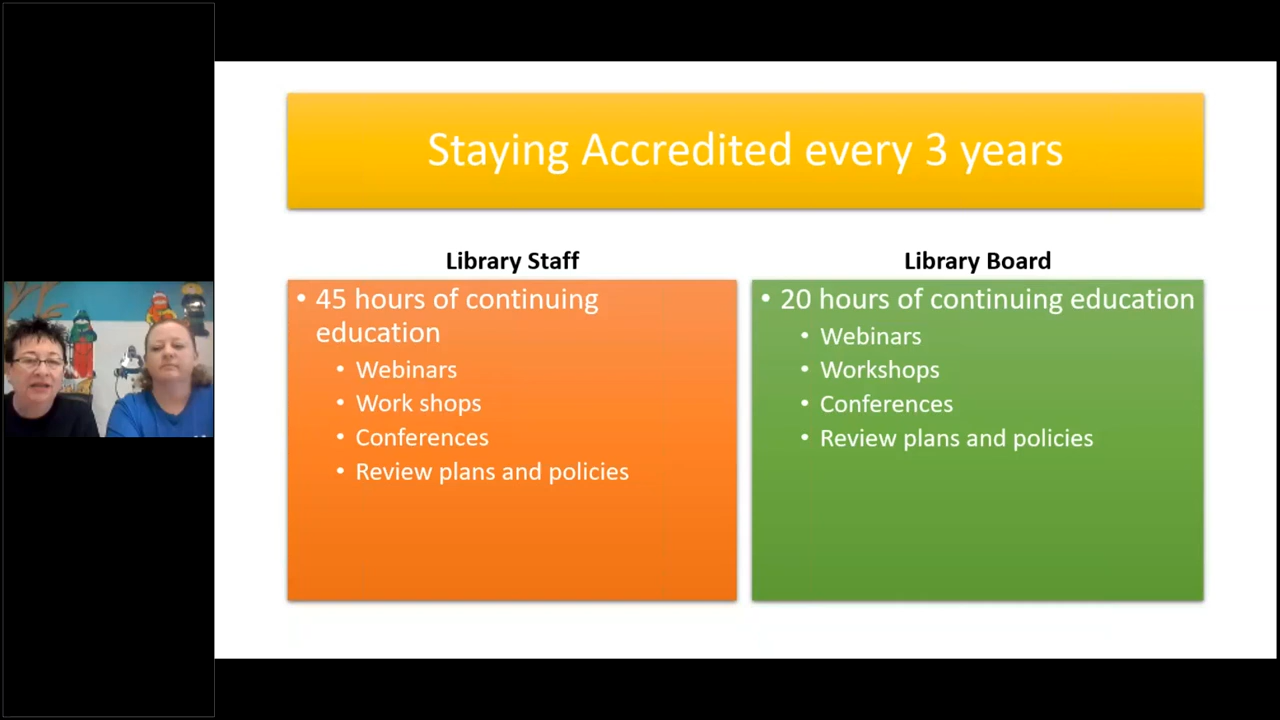 Staying Accredited every 3 years
Library Staff
• 45 hours of continuing
education
• Webinars
• Work shops
• Conferences
• Review plans and policies
Library Board
• 20 hours of continuing education
• Webinars
• Workshops
• Conferences
• Review plans and policies